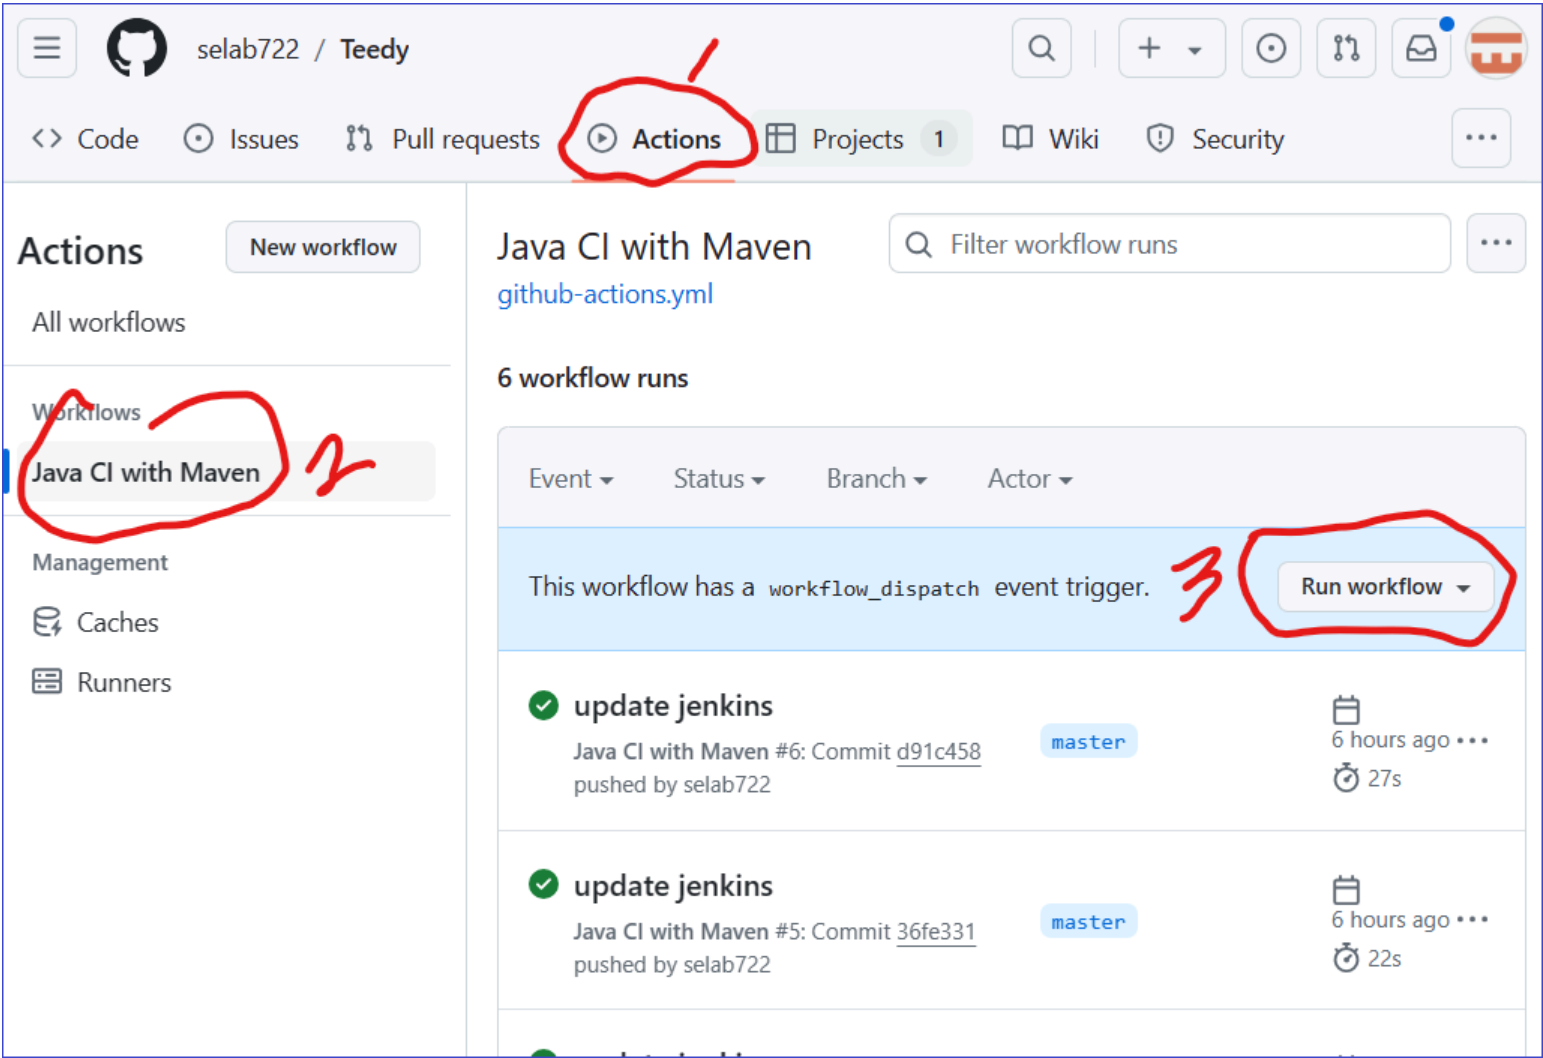 selab722 / Teedy
1
Code Issues Pull requests Actions Projects 1 Wiki Security
Actions
New workflow
All workflows
Workflows
Java CI with Maven
2
Management
Caches
Runners
Java CI with Maven
Filter workflow runs
github-actions.yml
6 workflow runs
Event Status Branch Actor
This workflow has a workflow_dispatch event trigger.
3
Run workflow
update jenkins
Java CI with Maven #6: Commit d91c458
pushed by selab722
master
6 hours ago
27s
update jenkins
Java CI with Maven #5: Commit 36fe331
pushed by selab722
master
6 hours ago
22s